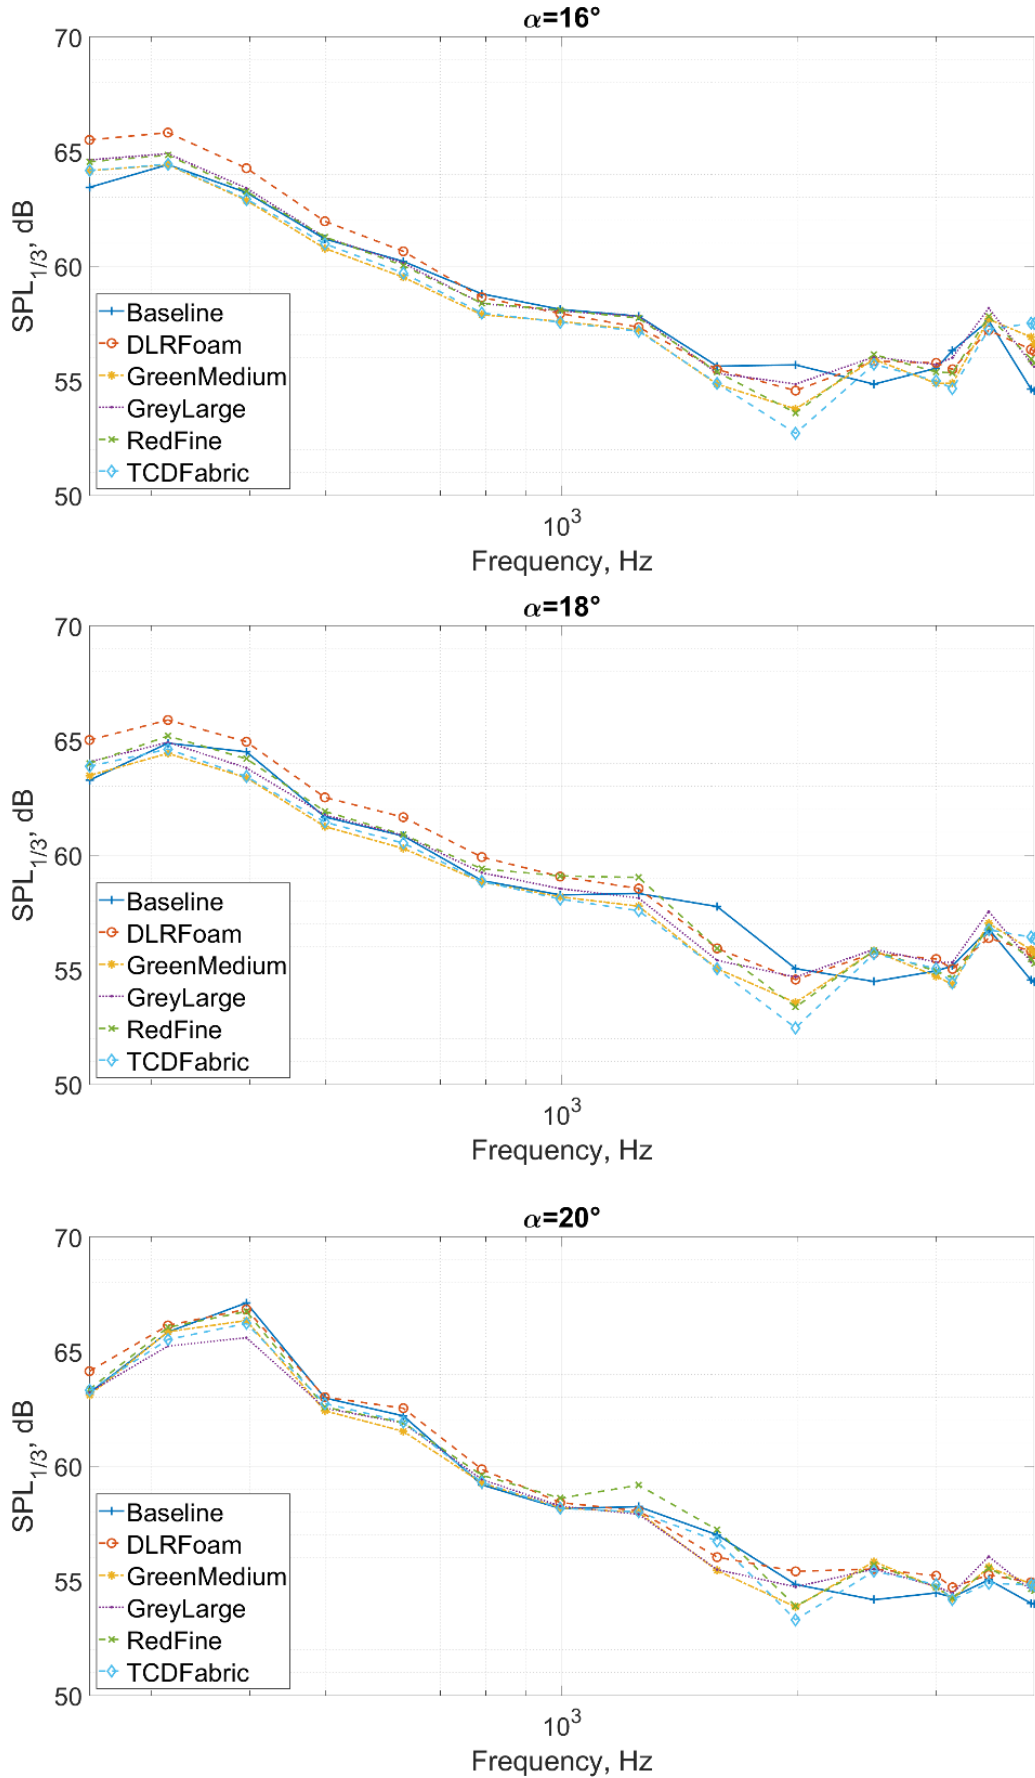 α=16°
70
65
60
55
50
SPL1/3, dB
Baseline
DLRFoam
GreenMedium
GreyLarge
RedFine
TCDFabric
10³
Frequency, Hz
α=18°
70
65
60
55
50
SPL1/3, dB
Baseline
DLRFoam
GreenMedium
GreyLarge
RedFine
TCDFabric
10³
Frequency, Hz
α=20°
70
65
60
55
50
SPL1/3, dB
Baseline
DLRFoam
GreenMedium
GreyLarge
RedFine
TCDFabric
10³
Frequency, Hz